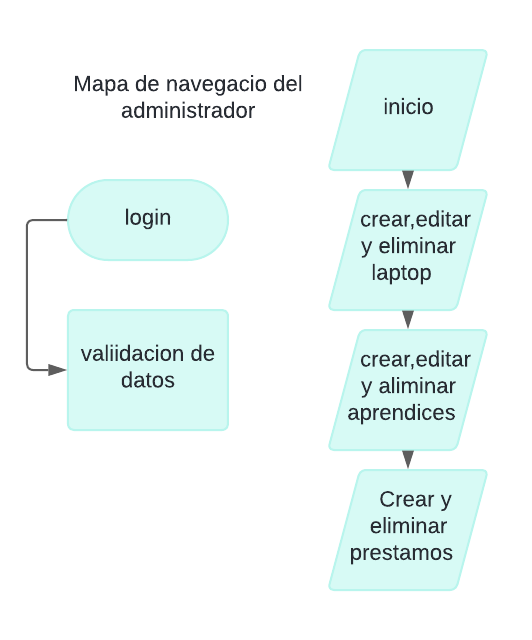 Mapa de navegacio del
administrador
login
valiidacion de
datos
inicio
crear,editar
y eliminar
laptop
crear,editar
y aliminar
aprendices
Crear y
eliminar
prestamos